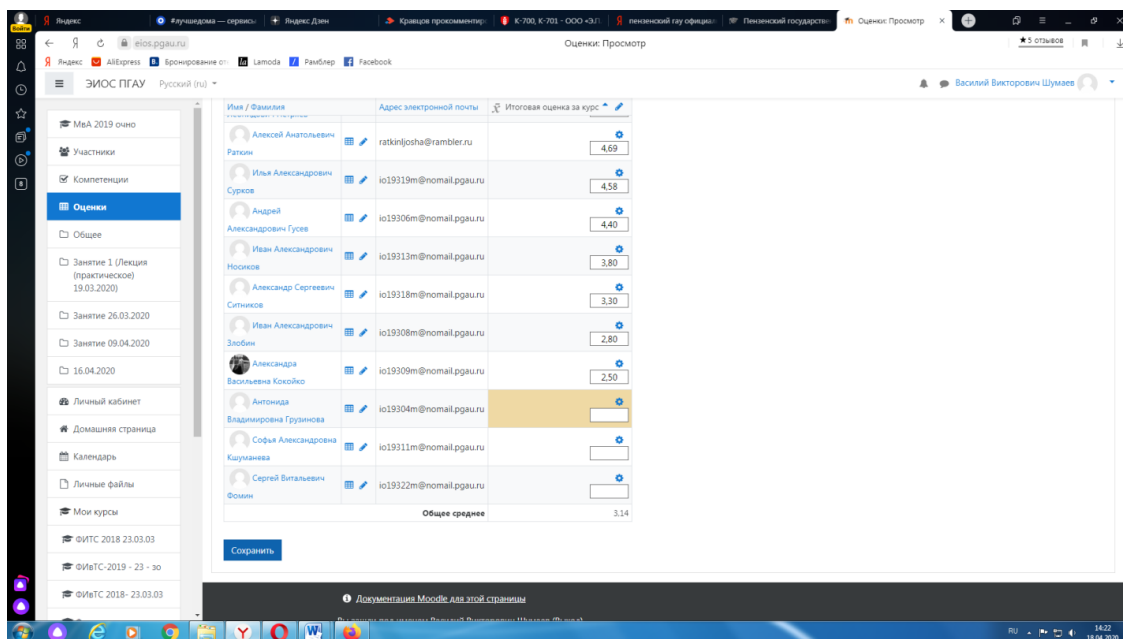 Войти
Яндекс
#лучшедома — сервисы
Яндекс Дзен
Кравцов прокомментир
К-700, К-701 - ООО «Э.П.
пензенский гау официал
Пензенский государстве
Оценки: Просмотр
eios.pgau.ru
Оценки: Просмотр
5 отзывов
Яндекс
AliExpress
Бронирование от
Lamoda
Рамблер
Facebook
ЭИОС ПГАУ
Русский (ru)
Василий Викторович Шумаев
МвА 2019 очно
Участники
Компетенции
Оценки
Общее
Занятие 1 (Лекция
(практическое)
19.03.2020)
Занятие 26.03.2020
Занятие 09.04.2020
16.04.2020
Личный кабинет
Домашняя страница
Календарь
Личные файлы
Мои курсы
ФИТС 2018 23.03.03
ФИвТС-2019 - 23 - зо
ФИвТС 2018- 23.03.03
Имя / Фамилия
Адрес электронной почты
Итоговая оценка за курс
Алексей Анатольевич
Раткин
ratkinljosha@rambler.ru
4,69
Илья Александрович
Сурков
io19319m@nomail.pgau.ru
4,58
Андрей
Александрович Гусев
io19306m@nomail.pgau.ru
4,40
Иван Александрович
Носиков
io19313m@nomail.pgau.ru
3,80
Александр Сергеевич
Ситников
io19318m@nomail.pgau.ru
3,30
Иван Александрович
Злобин
io19308m@nomail.pgau.ru
2,80
Александра
Васильевна Кокойко
io19309m@nomail.pgau.ru
2,50
Антонида
Владимировна Грузинова
io19304m@nomail.pgau.ru
Софья Александровна
Кшуманева
io19311m@nomail.pgau.ru
Сергей Витальевич
Фомин
io19322m@nomail.pgau.ru
Общее среднее
3,14
Сохранить
Документация Moodle для этой страницы
RU
14:22
18.04.2020